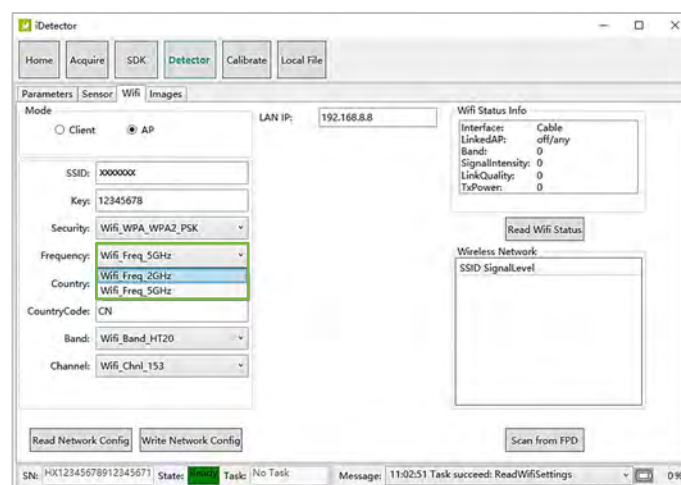 iDetector
Home Acquire SDK Detector Calibrate Local File
Parameters Sensor Wifi Images
Mode
Client AP
LAN IP: 192.168.8.8
SSID: XXXXXXX
Key: 12345678
Security: Wifi_WPA_WPA2_PSK
Frequency: Wifi_Freq_5GHz
Wifi_Freq_2GHz
Country: Wifi_Freq_5GHz
CountryCode: CN
Band: Wifi_Band_HT20
Channel: Wifi_Chnl_153
Read Network Config Write Network Config
Wifi Status Info
Interface: Cable
LinkedAP: off/any
Band: 0
SignalIntensity: 0
LinkQuality: 0
TxPower: 0
Read Wifi Status
Wireless Network
SSID SignalLevel
Scan from FPD
SN: HX12345678912345671 State: Ready Task: No Task Message: 11:02:51 Task succeed: ReadWifiSettings 0%